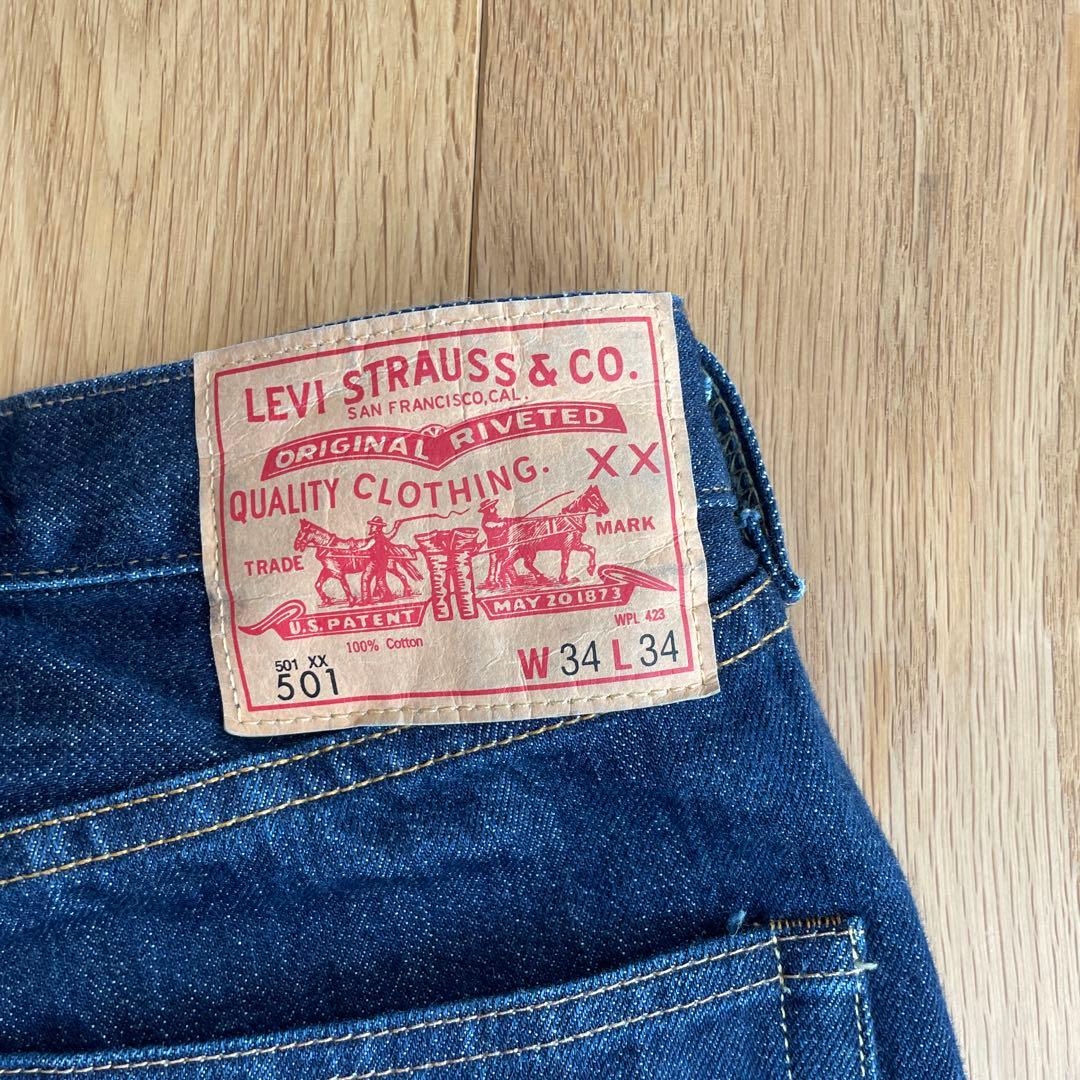 LEVI STRAUSS & CO.
SAN FRANCISCO, CAL.
ORIGINAL RIVETED
QUALITY CLOTHING. XX
TRADE MARK
U.S. PATENT MAY 20 1873
100% Cotton WPL 423
501 XX
501 W 34 L 34